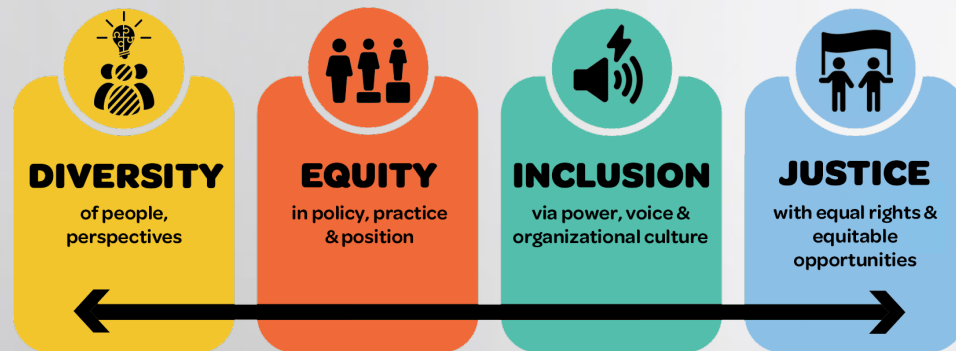 DIVERSITY
of people,
perspectives
EQUITY
in policy, practice
& position
INCLUSION
via power, voice &
organizational culture
JUSTICE
with equal rights &
equitable
opportunities